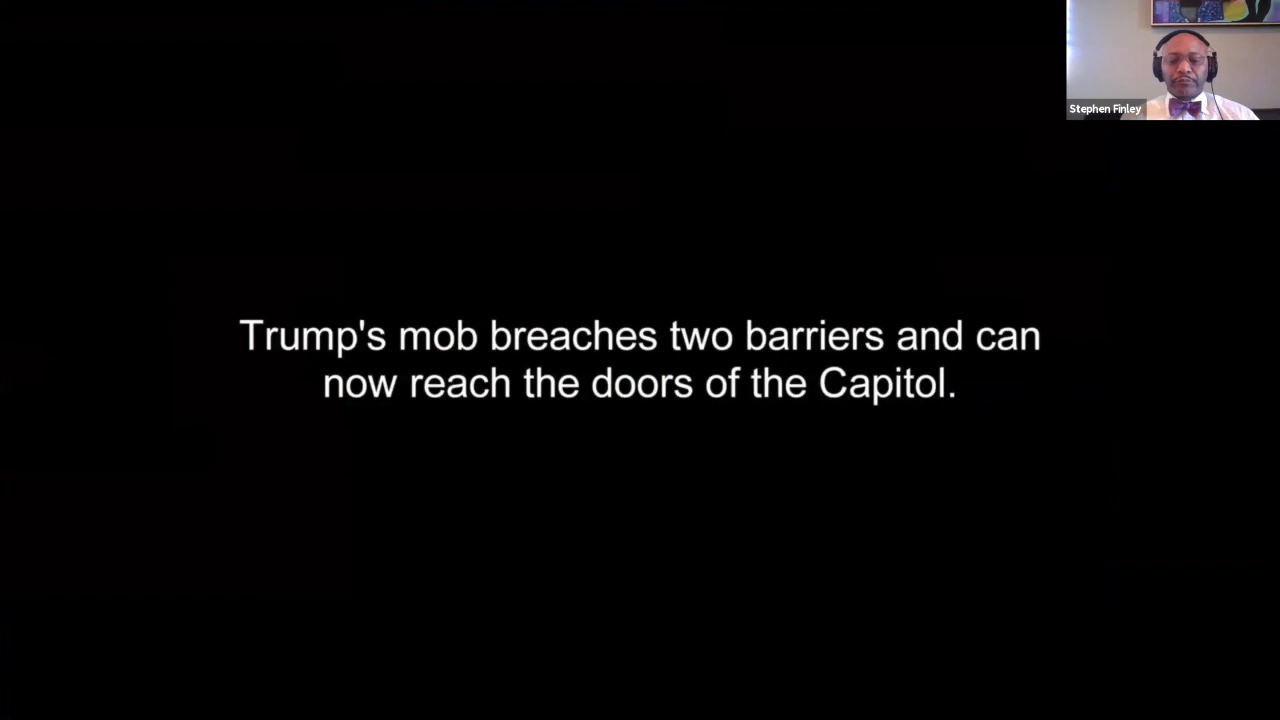 Stephen Finley
Trump's mob breaches two barriers and can
now reach the doors of the Capitol.